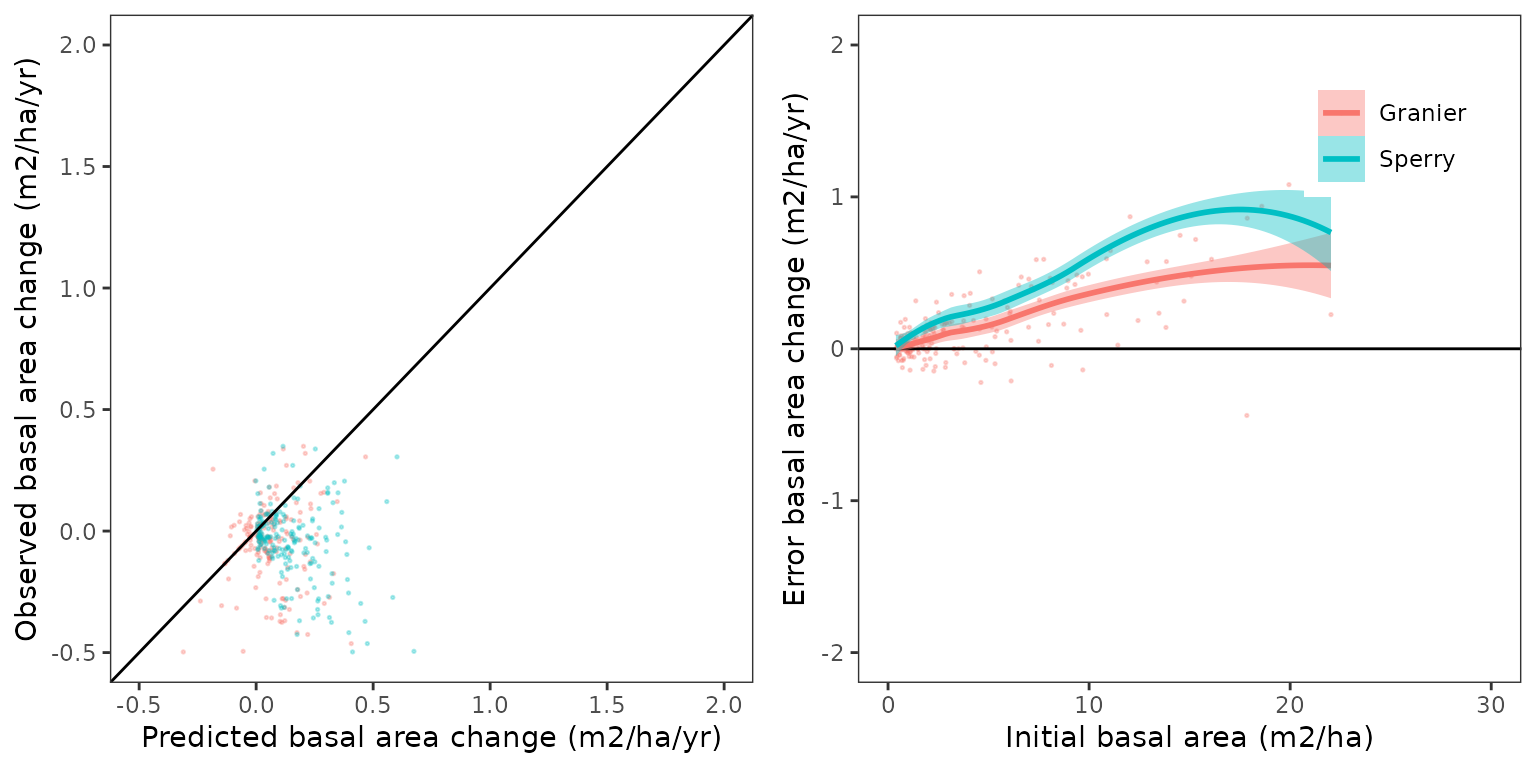 Observed basal area change (m2/ha/yr)
2.0
1.5
1.0
0.5
0.0
-0.5
-0.5 0.0 0.5 1.0 1.5 2.0
Predicted basal area change (m2/ha/yr)
Error basal area change (m2/ha/yr)
2
1
0
-1
-2
Granier
Sperry
0 10 20 30
Initial basal area (m2/ha)